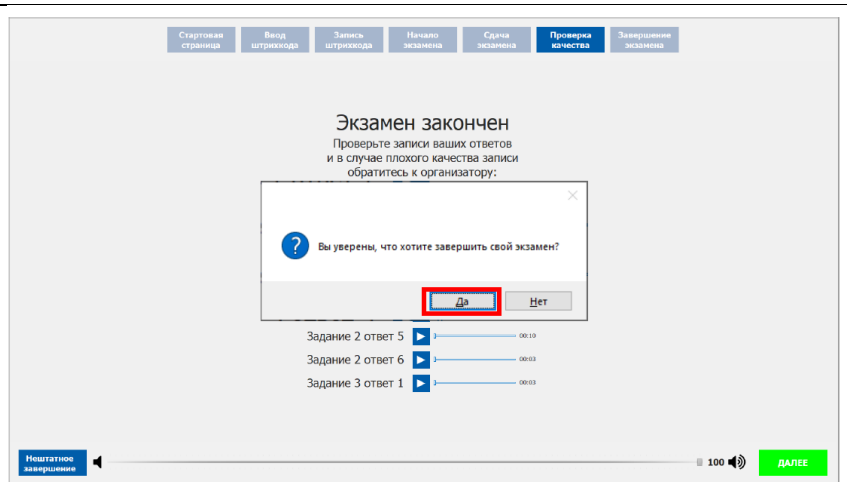 Стартовая страница
Ввод штрихкода
Запись штрихкода
Начало экзамена
Сдача экзамена
Проверка качества
Завершение экзамена
Экзамен закончен
Проверьте записи ваших ответов
и в случае плохого качества записи
обратитесь к организатору:
Вы уверены, что хотите завершить свой экзамен?
Да
Нет
Задание 2 ответ 5 00:10
Задание 2 ответ 6 00:03
Задание 3 ответ 1 00:03
Нештатное завершение
100
ДАЛЕЕ